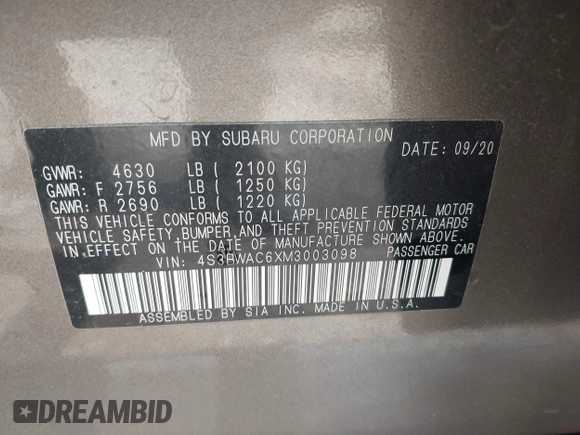 MFD BY SUBARU CORPORATION DATE: 09/20
GVWR: 4630 LB ( 2100 KG)
GAWR: F 2756 LB ( 1250 KG)
GAWR: R 2690 LB ( 1220 KG)
THIS VEHICLE CONFORMS TO ALL APPLICABLE FEDERAL MOTOR
VEHICLE SAFETY, BUMPER, AND THEFT PREVENTION STANDARDS
IN EFFECT ON THE DATE OF MANUFACTURE SHOWN ABOVE.
VIN: 4S3BWAC6XM3003098 PASSENGER CAR
ASSEMBLED BY SIA INC. MADE IN U.S.A.
DREAMBID